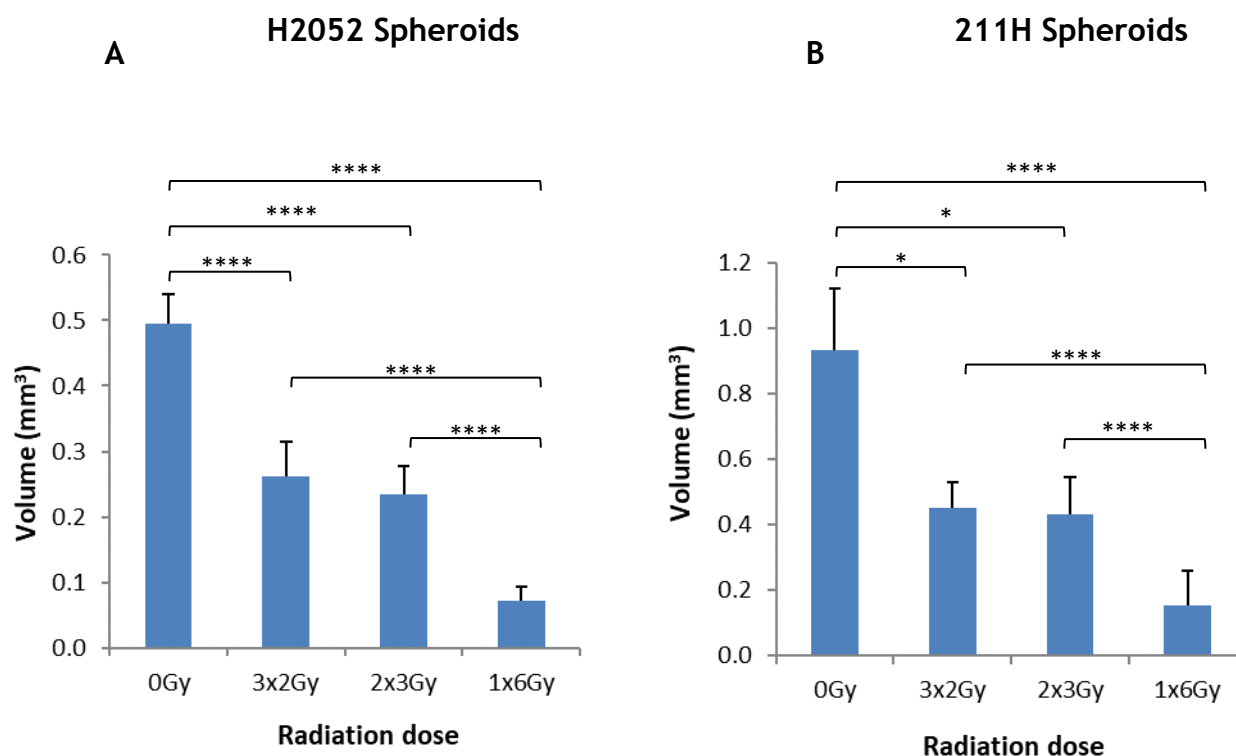 H2052 Spheroids
A
****
****
****
****
****
0.6
0.5
0.4
0.3
0.2
0.1
0.0
Volume (mm³)
0Gy 3x2Gy 2x3Gy 1x6Gy
Radiation dose
211H Spheroids
B
****
*
*
****
****
1.2
1.0
0.8
0.6
0.4
0.2
0.0
Volume (mm³)
0Gy 3x2Gy 2x3Gy 1x6Gy
Radiation dose